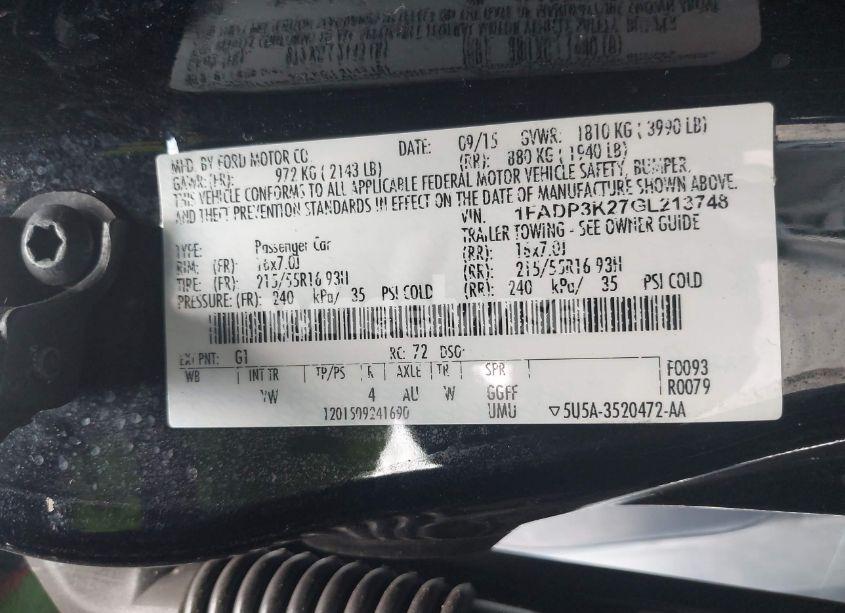 MFD. BY FORD MOTOR CO. DATE: 09/15 GVWR: 1810 KG ( 3990 LB)
GAWR:(FR): 972 KG ( 2143 LB) (RR): 880 KG ( 1940 LB)
THIS VEHICLE CONFORMS TO ALL APPLICABLE FEDERAL MOTOR VEHICLE SAFETY, BUMPER,
AND THEFT PREVENTION STANDARDS IN EFFECT ON THE DATE OF MANUFACTURE SHOWN ABOVE.
VIN: 1FADP3K27GL213748
TYPE: Passenger Car TRAILER TOWING - SEE OWNER GUIDE
RIM: (FR): 16x7.0J (RR): 16x7.0J
TIRE: (FR): 215/55R16 93H (RR): 215/55R16 93H
PRESSURE: (FR): 240 kPa/ 35 PSI COLD (RR): 240 kPa/ 35 PSI COLD
EXT PNT: G1 RC: 72 DSO:
WB INT TR TP/PS R AXLE TR SPR F0093
VW 4 AU W GGFF R0079
1201509241690 UMU ▽5U5A-3520472-AA